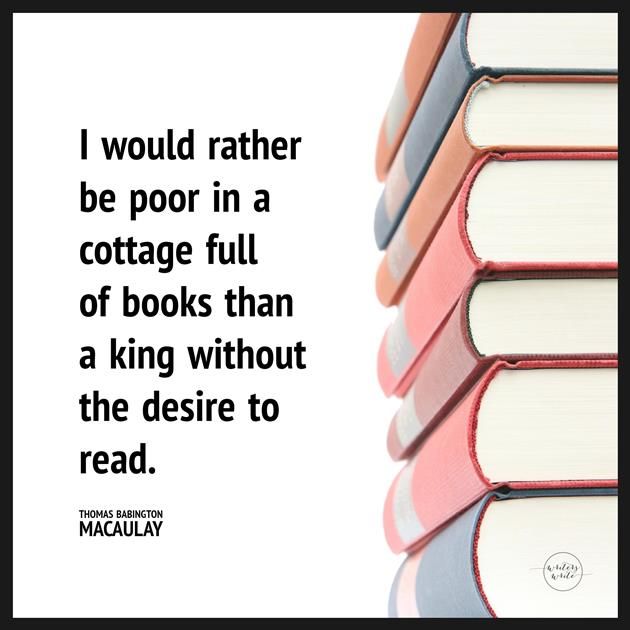 I would rather
be poor in a
cottage full
of books than
a king without
the desire to
read.
THOMAS BABINGTON
MACAULAY
writers
write